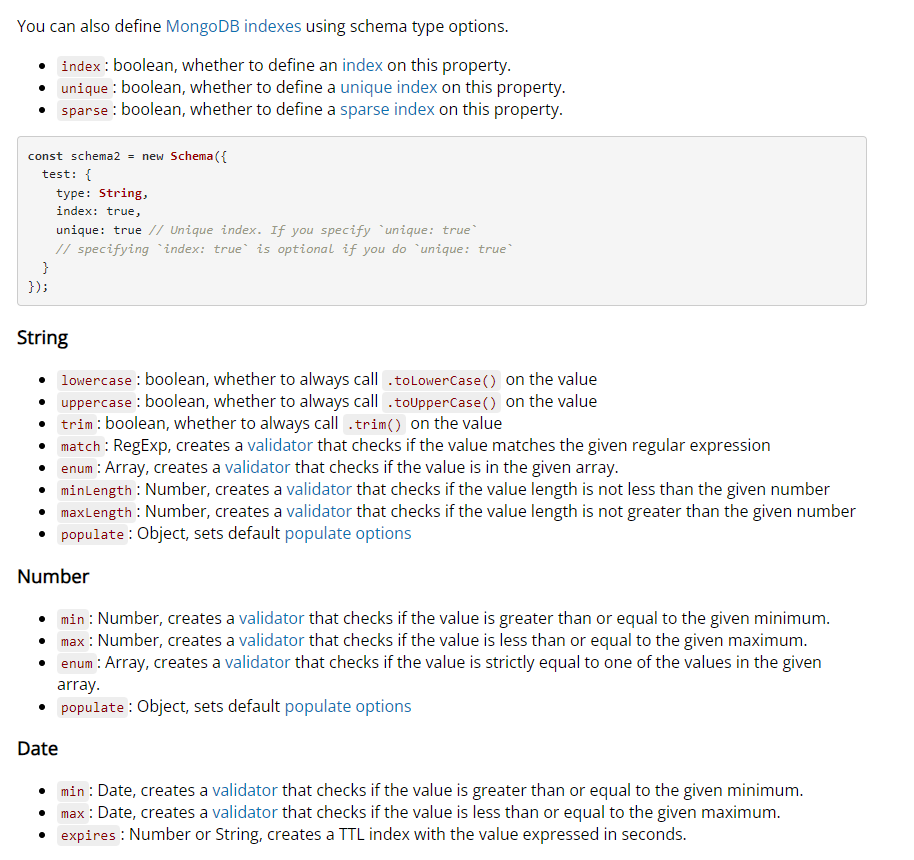 You can also define MongoDB indexes using schema type options.
index: boolean, whether to define an index on this property.
unique: boolean, whether to define a unique index on this property.
sparse: boolean, whether to define a sparse index on this property.
const schema2 = new Schema({
  test: {
    type: String,
    index: true,
    unique: true // Unique index. If you specify `unique: true`
    // specifying `index: true` is optional if you do `unique: true`
  }
});
String
lowercase: boolean, whether to always call .toLowerCase() on the value
uppercase: boolean, whether to always call .toUpperCase() on the value
trim: boolean, whether to always call .trim() on the value
match: RegExp, creates a validator that checks if the value matches the given regular expression
enum: Array, creates a validator that checks if the value is in the given array.
minLength: Number, creates a validator that checks if the value length is not less than the given number
maxLength: Number, creates a validator that checks if the value length is not greater than the given number
populate: Object, sets default populate options
Number
min: Number, creates a validator that checks if the value is greater than or equal to the given minimum.
max: Number, creates a validator that checks if the value is less than or equal to the given maximum.
enum: Array, creates a validator that checks if the value is strictly equal to one of the values in the given
array.
populate: Object, sets default populate options
Date
min: Date, creates a validator that checks if the value is greater than or equal to the given minimum.
max: Date, creates a validator that checks if the value is less than or equal to the given maximum.
expires: Number or String, creates a TTL index with the value expressed in seconds.